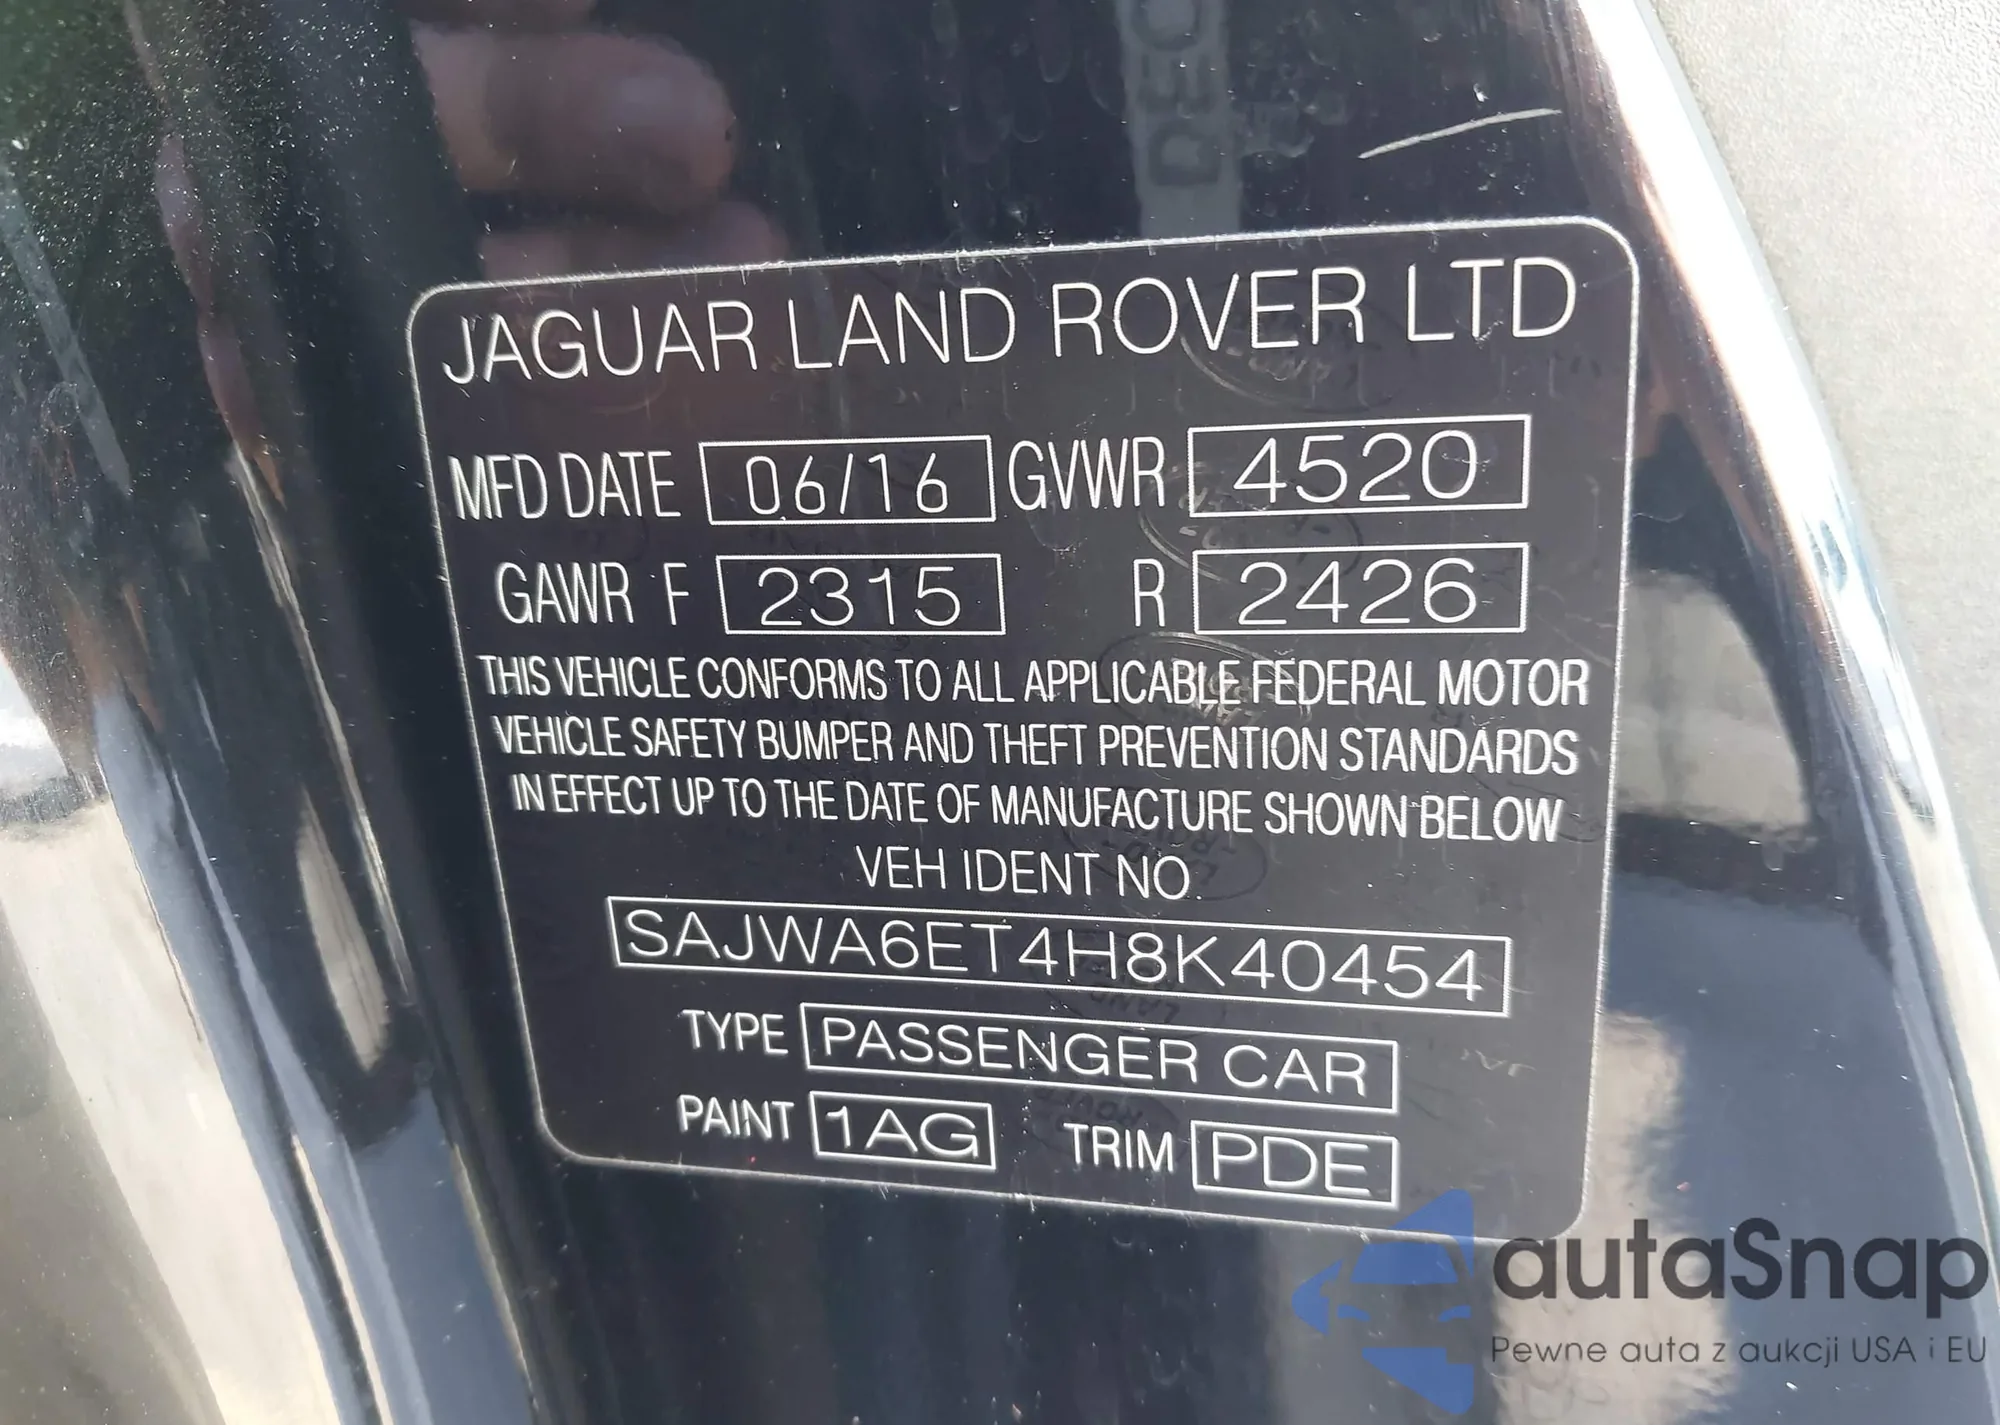 JAGUAR LAND ROVER LTD
MFD DATE 06/16 GVWR 4520
GAWR F 2315 R 2426
THIS VEHICLE CONFORMS TO ALL APPLICABLE FEDERAL MOTOR
VEHICLE SAFETY BUMPER AND THEFT PREVENTION STANDARDS
IN EFFECT UP TO THE DATE OF MANUFACTURE SHOWN BELOW
VEH IDENT NO.
SAJWA6ET4H8K40454
TYPE PASSENGER CAR
PAINT 1AG TRIM PDE
autaSnap
Pewne auta z aukcji USA i EU